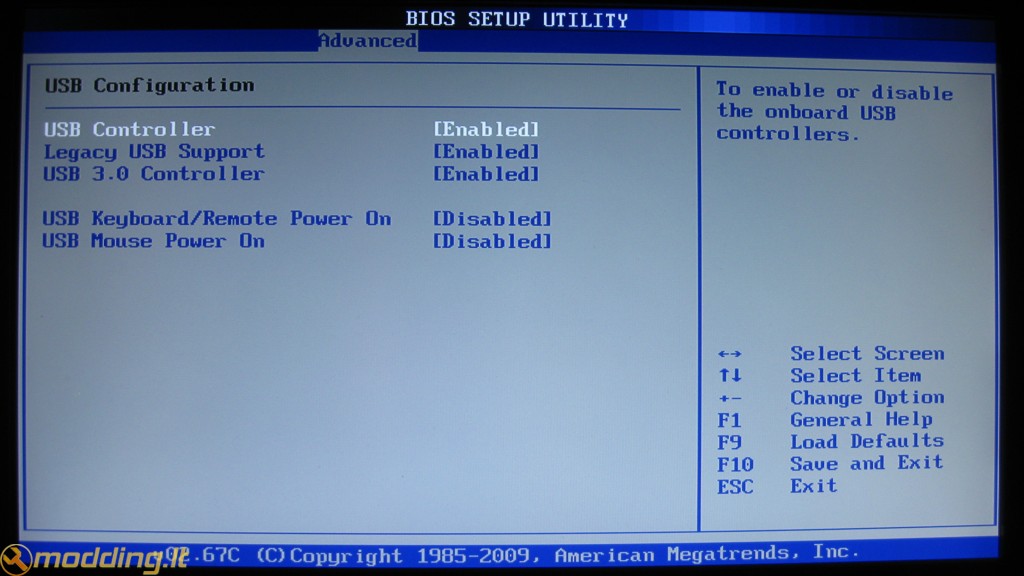 BIOS SETUP UTILITY
Advanced
USB Configuration
USB Controller [Enabled]
Legacy USB Support [Enabled]
USB 3.0 Controller [Enabled]
USB Keyboard/Remote Power On [Disabled]
USB Mouse Power On [Disabled]
To enable or disable
the onboard USB
controllers.
←→ Select Screen
↑↓ Select Item
+- Change Option
F1 General Help
F9 Load Defaults
F10 Save and Exit
ESC Exit
v02.67C (C)Copyright 1985-2009, American Megatrends, Inc.
modding.lt